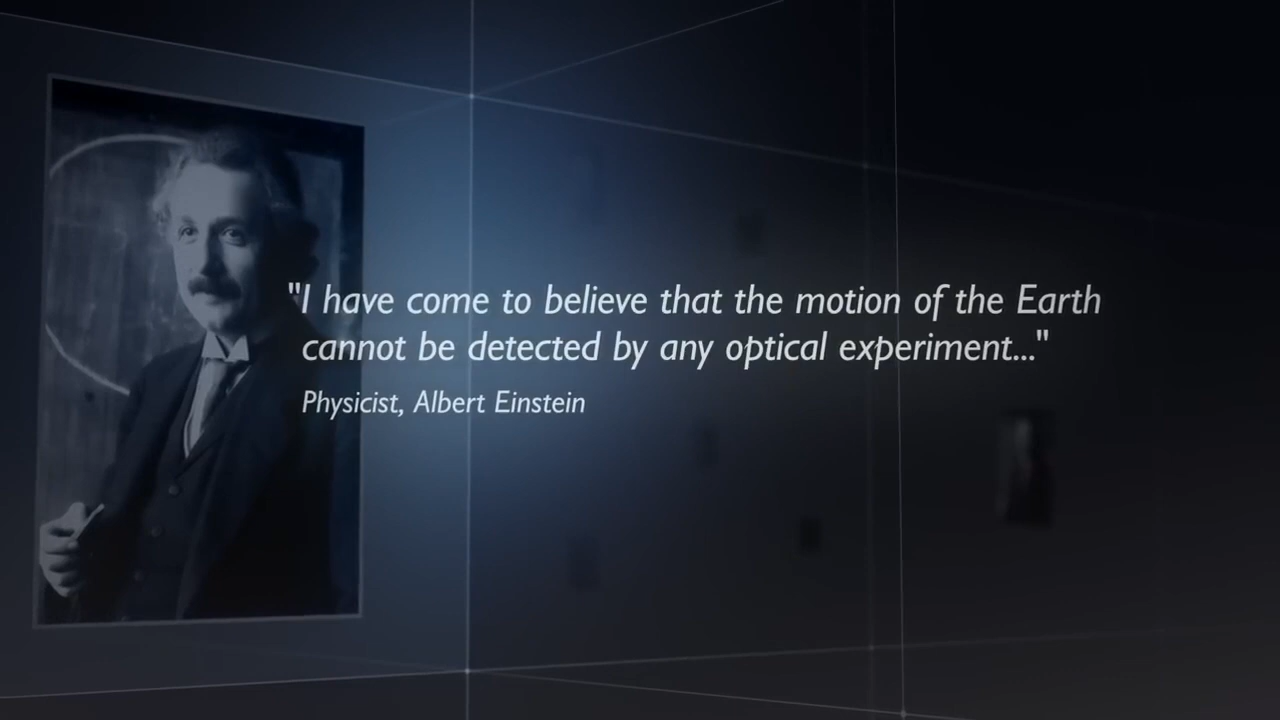 "I have come to believe that the motion of the Earth
cannot be detected by any optical experiment..."
Physicist, Albert Einstein